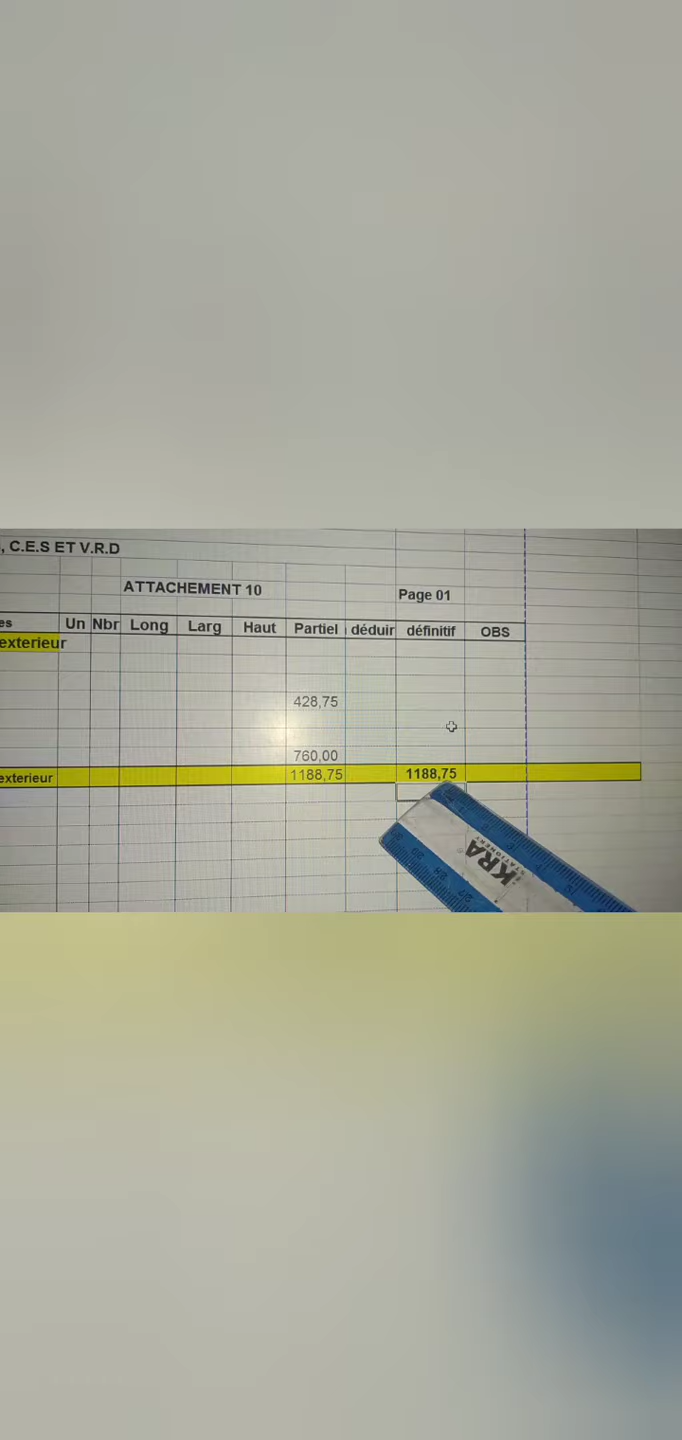 , C.E.S ET V.R.D
ATTACHEMENT 10 Page 01
es Un Nbr Long Larg Haut Partiel déduir définitif OBS
exterieur
428,75
760,00
exterieur 1188,75 1188,75
KRA
STATIONERY